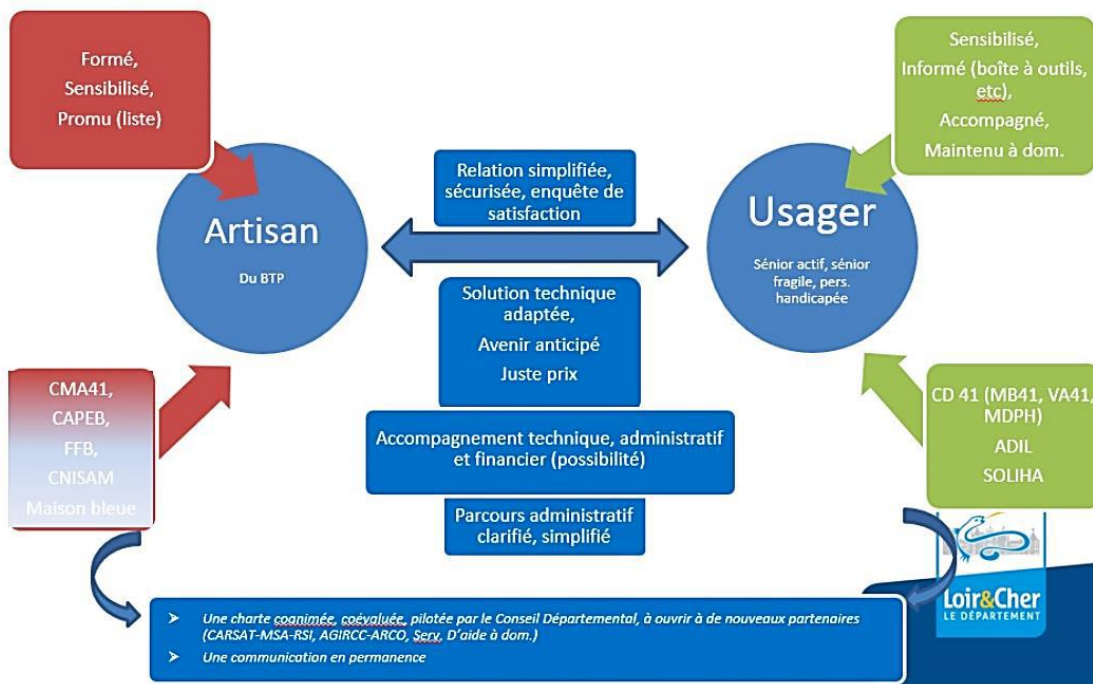 Formé,
Sensibilisé,
Promu (liste)
Sensibilisé,
Informé (boîte à outils,
etc),
Accompagné,
Maintenu à dom.
Artisan
Du BTP
Relation simplifiée,
sécurisée, enquête de
satisfaction
Usager
Sénior actif, sénior
fragile, pers.
handicapée
Solution technique
adaptée,
Avenir anticipé
Juste prix
CMA41,
CAPEB,
FFB,
CNISAM
Maison bleue
Accompagnement technique, administratif
et financier (possibilité)
CD 41 (MB41, VA41,
MDPH)
ADIL
SOLIHA
Parcours administratif
clarifié, simplifié
Loir&Cher
LE DÉPARTEMENT
➢ Une charte coanimée, coévaluée, pilotée par le Conseil Départemental, à ouvrir à de nouveaux partenaires
(CARSAT-MSA-RSI, AGIRCC-ARCO, Serv. D'aide à dom.)
➢ Une communication en permanence